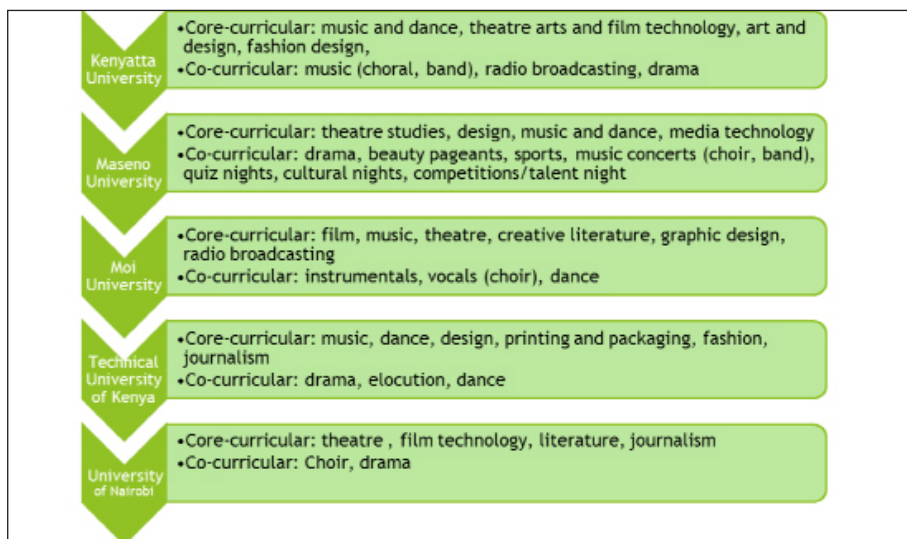 Kenyatta
University
•Core-curricular: music and dance, theatre arts and film technology, art and
design, fashion design,
•Co-curricular: music (choral, band), radio broadcasting, drama
Maseno
University
•Core-curricular: theatre studies, design, music and dance, media technology
•Co-curricular: drama, beauty pageants, sports, music concerts (choir, band),
quiz nights, cultural nights, competitions/talent night
Moi
University
•Core-curricular: film, music, theatre, creative literature, graphic design,
radio broadcasting
•Co-curricular: instrumentals, vocals (choir), dance
Technical
University
of Kenya
•Core-curricular: music, dance, design, printing and packaging, fashion,
journalism
•Co-curricular: drama, elocution, dance
University
of Nairobi
•Core-curricular: theatre , film technology, literature, journalism
•Co-curricular: Choir, drama